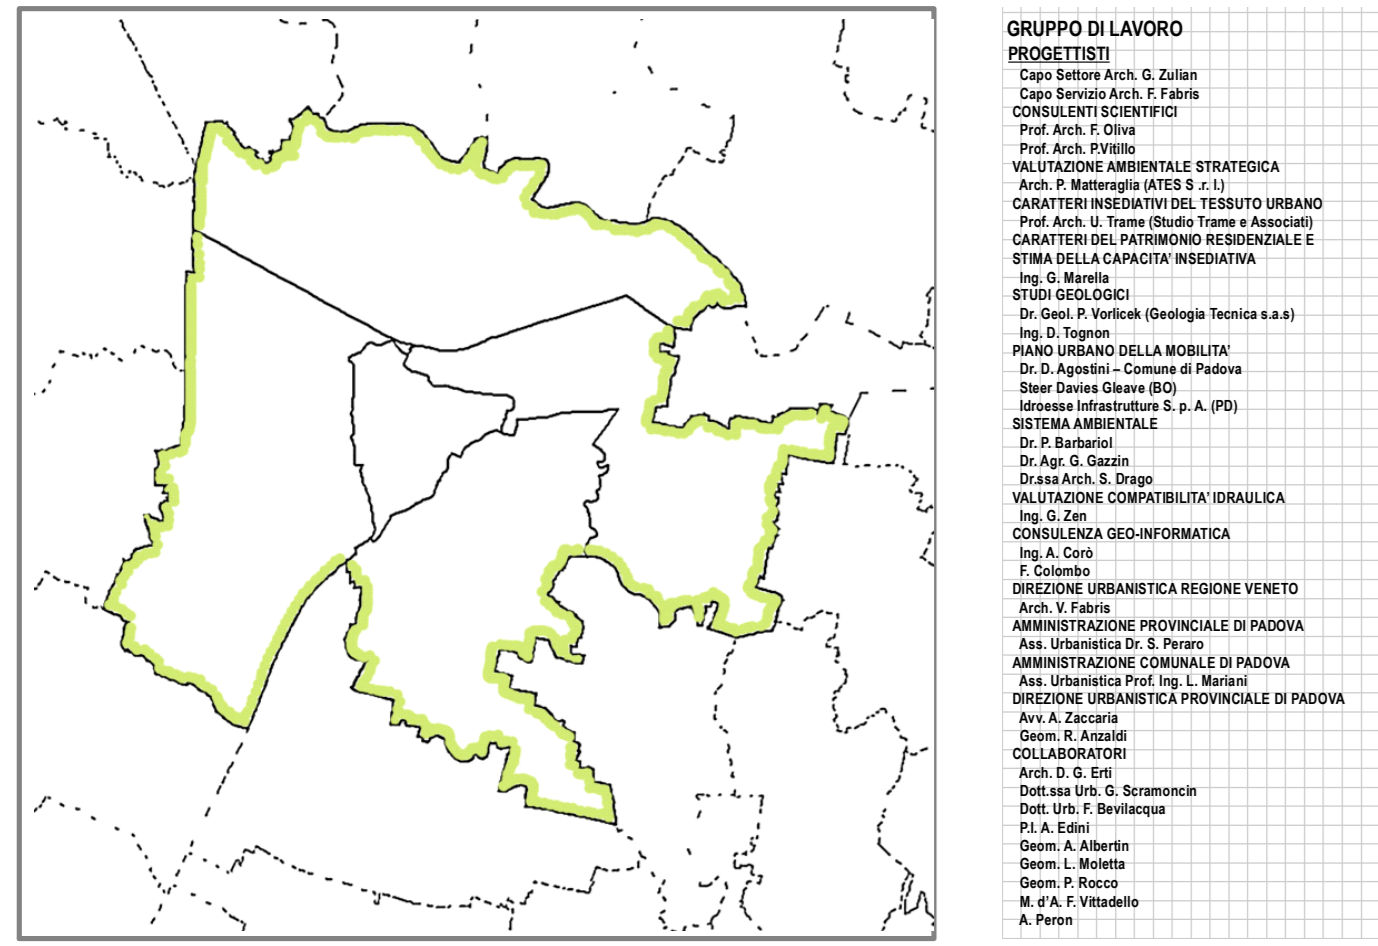 GRUPPO DI LAVORO
PROGETTISTI
Capo Settore Arch. G. Zulian
Capo Servizio Arch. F. Fabris
CONSULENTI SCIENTIFICI
Prof. Arch. F. Oliva
Prof. Arch. P.Vitillo
VALUTAZIONE AMBIENTALE STRATEGICA
Arch. P. Matteraglia (ATES S .r. l.)
CARATTERI INSEDIATIVI DEL TESSUTO URBANO
Prof. Arch. U. Trame (Studio Trame e Associati)
CARATTERI DEL PATRIMONIO RESIDENZIALE E
STIMA DELLA CAPACITA’ INSEDIATIVA
Ing. G. Marella
STUDI GEOLOGICI
Dr. Geol. P. Vorlicek (Geologia Tecnica s.a.s)
Ing. D. Tognon
PIANO URBANO DELLA MOBILITA’
Dr. D. Agostini – Comune di Padova
Steer Davies Gleave (BO)
Idroesse Infrastrutture S. p. A. (PD)
SISTEMA AMBIENTALE
Dr. P. Barbariol
Dr. Agr. G. Gazzin
Dr.ssa Arch. S. Drago
VALUTAZIONE COMPATIBILITA’ IDRAULICA
Ing. G. Zen
CONSULENZA GEO-INFORMATICA
Ing. A. Corò
F. Colombo
DIREZIONE URBANISTICA REGIONE VENETO
Arch. V. Fabris
AMMINISTRAZIONE PROVINCIALE DI PADOVA
Ass. Urbanistica Dr. S. Peraro
AMMINISTRAZIONE COMUNALE DI PADOVA
Ass. Urbanistica Prof. Ing. L. Mariani
DIREZIONE URBANISTICA PROVINCIALE DI PADOVA
Avv. A. Zaccaria
Geom. R. Anzaldi
COLLABORATORI
Arch. D. G. Erti
Dott.ssa Urb. G. Scramoncin
Dott. Urb. F. Bevilacqua
P.I. A. Edini
Geom. A. Albertin
Geom. L. Moletta
Geom. P. Rocco
M. d’A. F. Vittadello
A. Peron